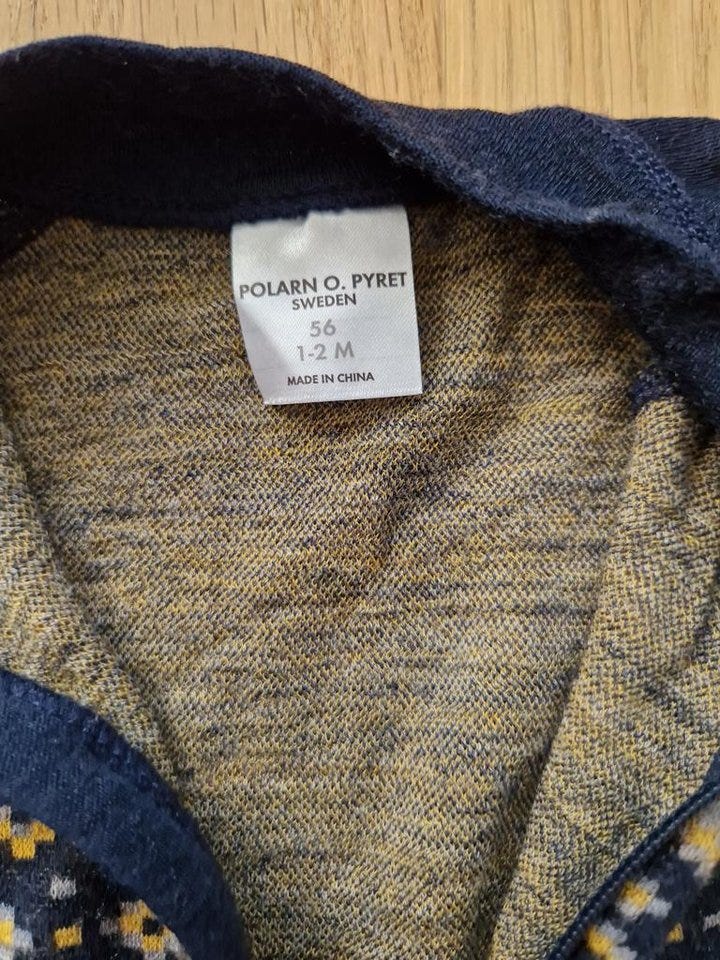 POLARN O. PYRET
SWEDEN
56
1-2 M
MADE IN CHINA